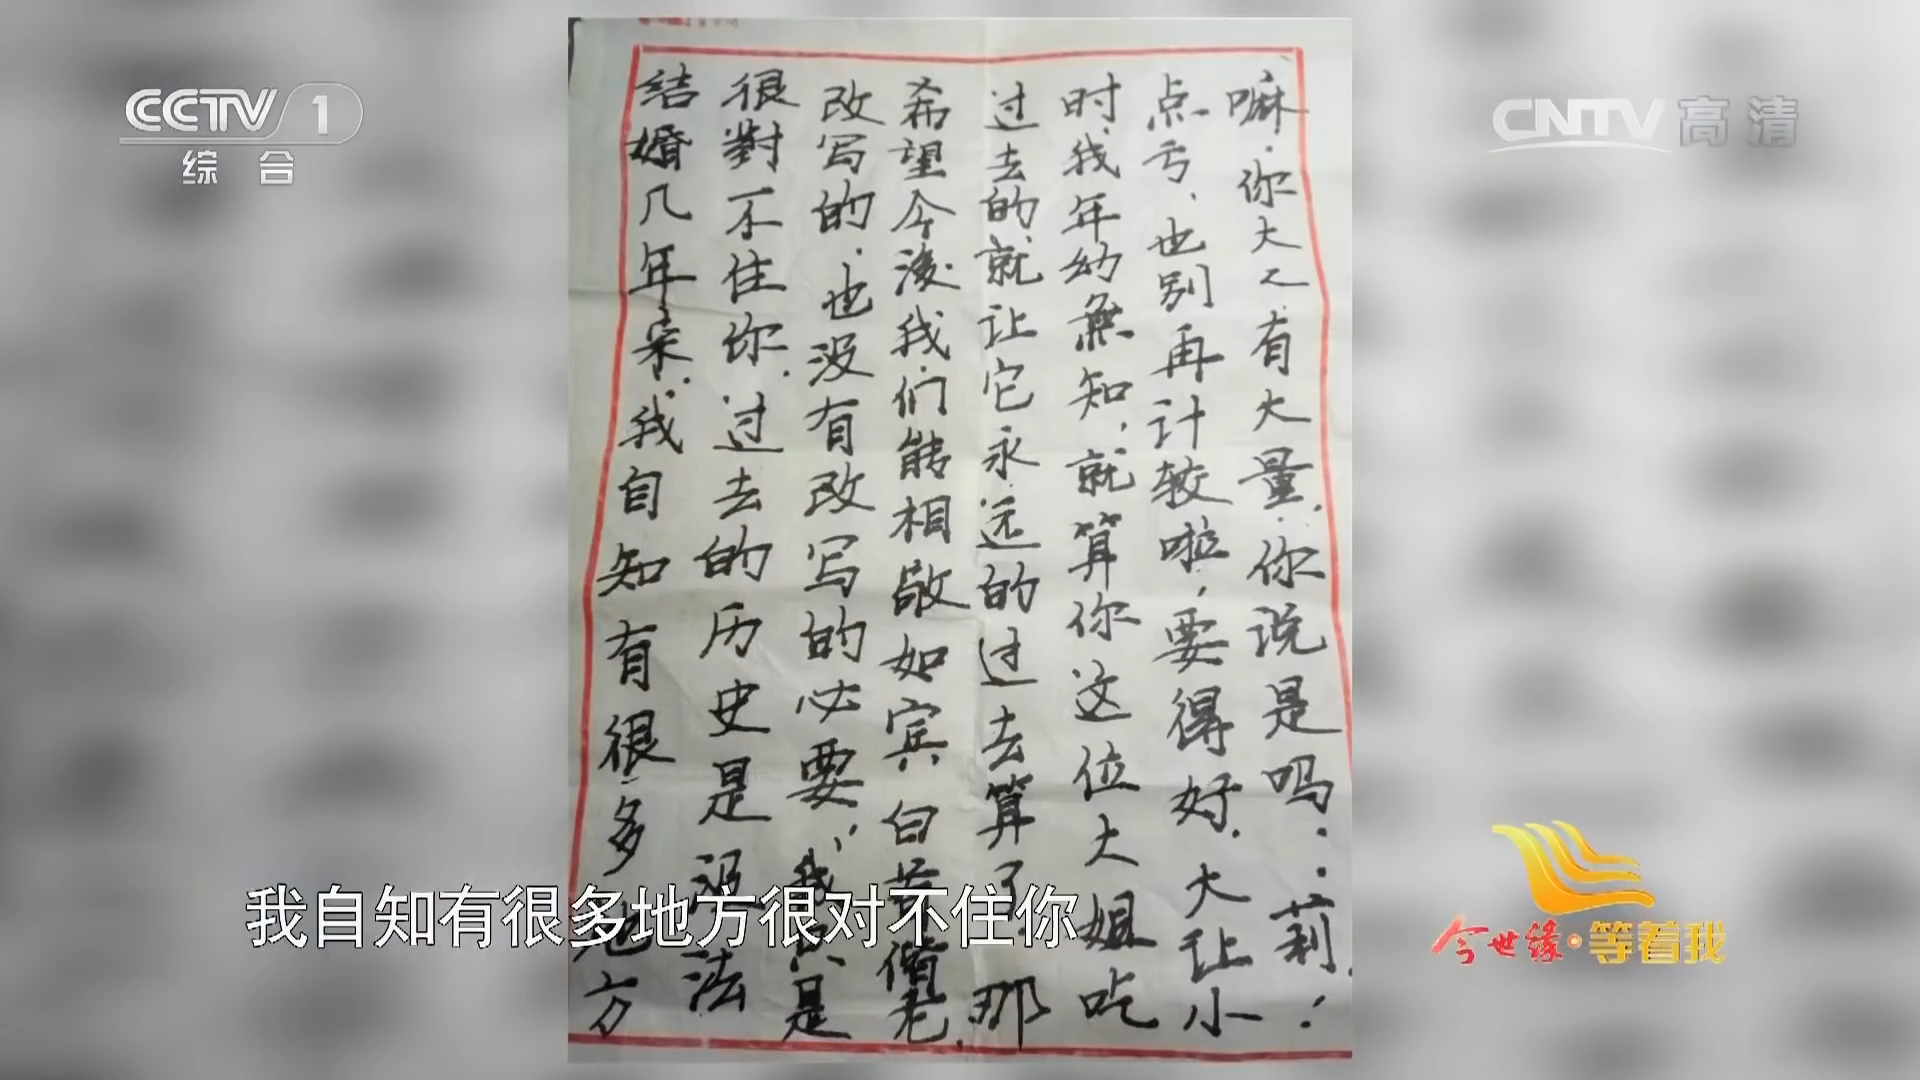 CCTV 1
综合
CNTV 高清
结婚几年来.我自知有很多地方
很對不住你.过去的历史是没法
改写的.也没有改写的必要,我只是
希望今後我们能相敬如宾白首偕老.
过去的就让它永远的过去算了.那
时我年幼無知,就算你这位大姐吃
点亏,也别再计较啦,要得好.大让小
嘛.你大人有大量.你说是吗..莉!
我自知有很多地方很对不住你
今世缘·等着我